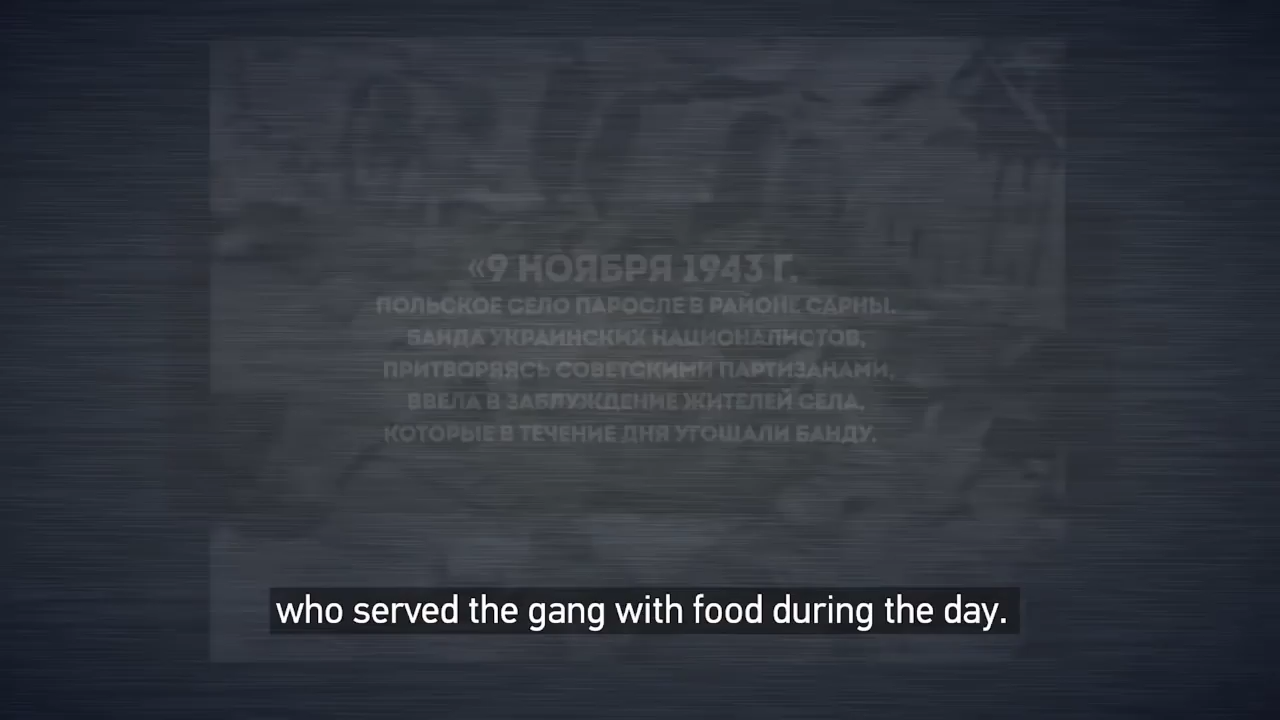 «9 НОЯБРЯ 1943 Г.
ПОЛЬСКОЕ СЕЛО ПАРОСЛЕ В РАЙОНЕ САРНЫ.
БАНДА УКРАИНСКИХ НАЦИОНАЛИСТОВ,
ПРИТВОРЯЯСЬ СОВЕТСКИМИ ПАРТИЗАНАМИ,
ВВЕЛА В ЗАБЛУЖДЕНИЕ ЖИТЕЛЕЙ СЕЛА,
КОТОРЫЕ В ТЕЧЕНИЕ ДНЯ УГОЩАЛИ БАНДУ.
who served the gang with food during the day.